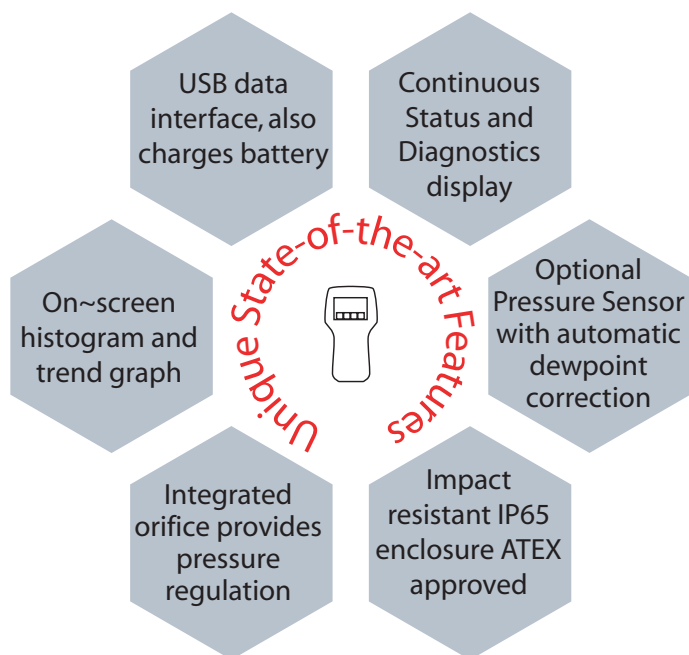 USB data
interface, also
charges battery
Continuous
Status and
Diagnostics
display
On~screen
histogram and
trend graph
Unique State-of-the-art Features
Optional
Pressure Sensor
with automatic
dewpoint
correction
Integrated
orifice provides
pressure
regulation
Impact
resistant IP65
enclosure ATEX
approved